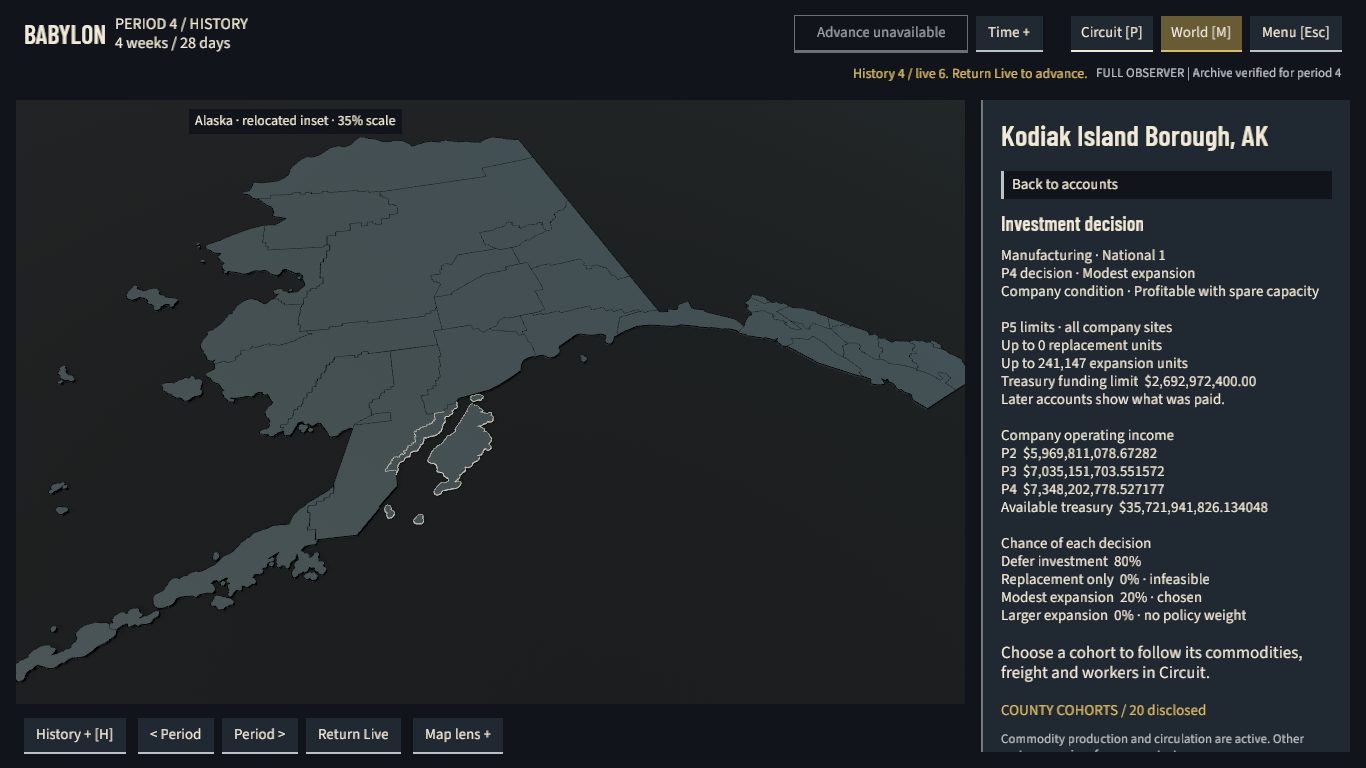 BABYLON
PERIOD 4 / HISTORY
4 weeks / 28 days
Advance unavailable
Time +
Circuit [P]
World [M]
Menu [Esc]
History 4 / live 6. Return Live to advance.
FULL OBSERVER | Archive verified for period 4
Alaska · relocated inset · 35% scale
Kodiak Island Borough, AK
Back to accounts
Investment decision
Manufacturing · National 1
P4 decision · Modest expansion
Company condition · Profitable with spare capacity
P5 limits · all company sites
Up to 0 replacement units
Up to 241,147 expansion units
Treasury funding limit $2,692,972,400.00
Later accounts show what was paid.
Company operating income
P2 $5,969,811,078.67282
P3 $7,035,151,703.551572
P4 $7,348,202,778.527177
Available treasury $35,721,941,826.134048
Chance of each decision
Defer investment 80%
Replacement only 0% · infeasible
Modest expansion 20% · chosen
Larger expansion 0% · no policy weight
Choose a cohort to follow its commodities,
freight and workers in Circuit.
COUNTY COHORTS / 20 disclosed
Commodity production and circulation are active. Other
History + [H]
< Period
Period >
Return Live
Map lens +